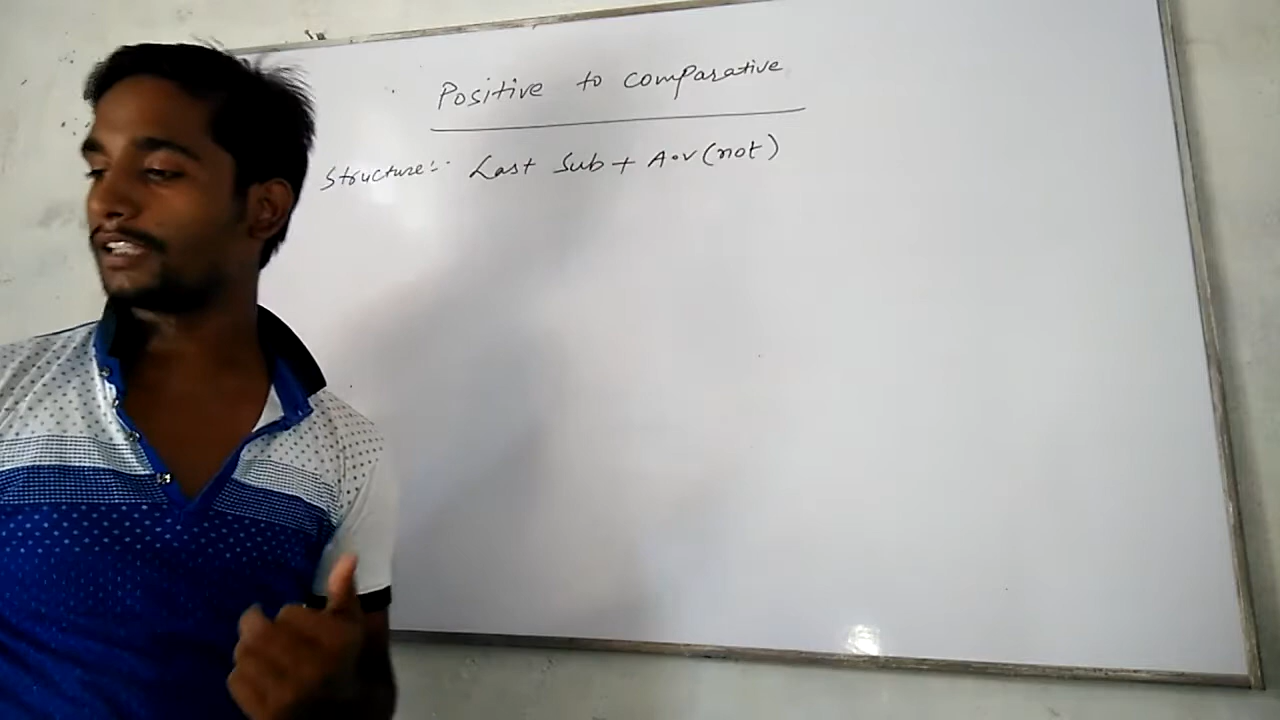 Positive to comparative
Structure:- Last Sub + A.V (not)